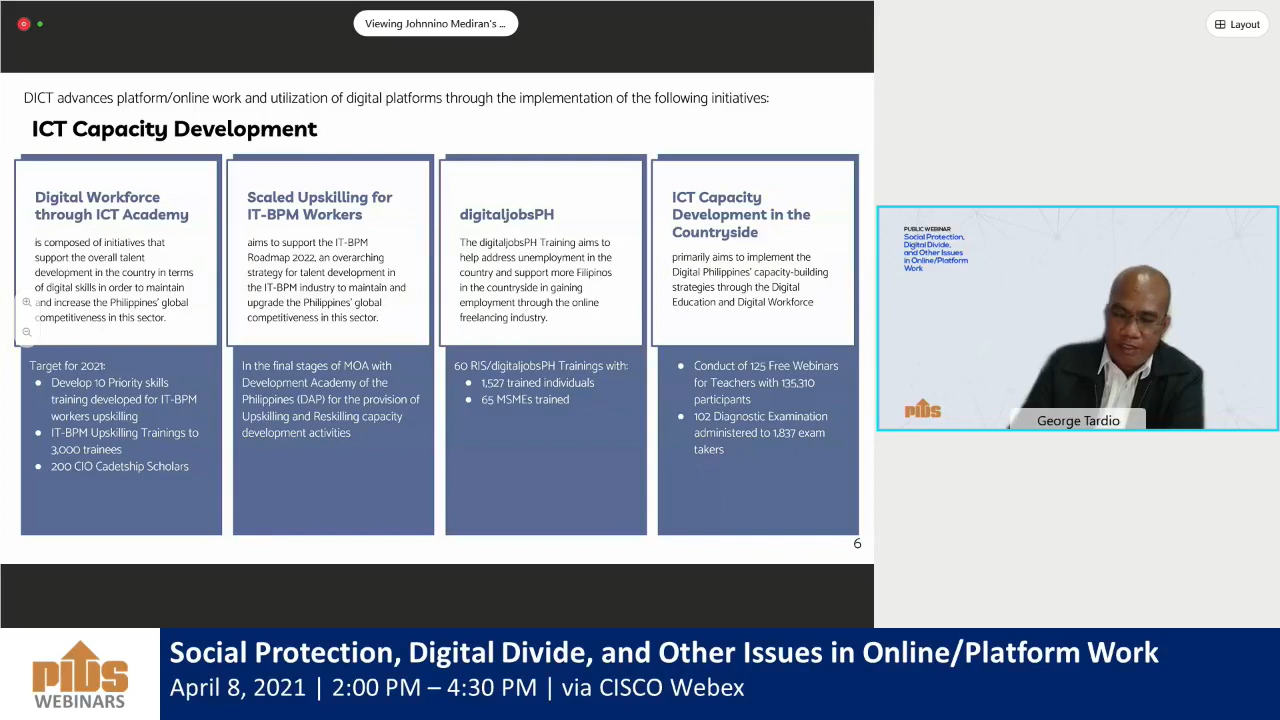 Viewing Johnnino Mediran's ...
Layout
DICT advances platform/online work and utilization of digital platforms through the implementation of the following initiatives:
ICT Capacity Development
Digital Workforce
through ICT Academy
is composed of initiatives that
support the overall talent
development in the country in terms
of digital skills in order to maintain
and increase the Philippines' global
competitiveness in this sector.
Target for 2021:
● Develop 10 Priority skills
training developed for IT-BPM
workers upskilling
● IT-BPM Upskilling Trainings to
3,000 trainees
● 200 CIO Cadetship Scholars
Scaled Upskilling for
IT-BPM Workers
aims to support the IT-BPM
Roadmap 2022, an overarching
strategy for talent development in
the IT-BPM industry to maintain and
upgrade the Philippines' global
competitiveness in this sector.
In the final stages of MOA with
Development Academy of the
Philippines (DAP) for the provision of
Upskilling and Reskilling capacity
development activities
digitaljobsPH
The digitaljobsPH Training aims to
help address unemployment in the
country and support more Filipinos
in the countryside in gaining
employment through the online
freelancing industry.
60 RIS/digitaljobsPH Trainings with:
● 1,527 trained individuals
● 65 MSMEs trained
ICT Capacity
Development in the
Countryside
primarily aims to implement the
Digital Philippines' capacity-building
strategies through the Digital
Education and Digital Workforce
● Conduct of 125 Free Webinars
for Teachers with 135,310
participants
● 102 Diagnostic Examination
administered to 1,837 exam
takers
6
PUBLIC WEBINAR
Social Protection,
Digital Divide,
and Other Issues
in Online/Platform
Work
PIDS
George Tardio
PIDS
WEBINARS
Social Protection, Digital Divide, and Other Issues in Online/Platform Work
April 8, 2021 | 2:00 PM – 4:30 PM | via CISCO Webex